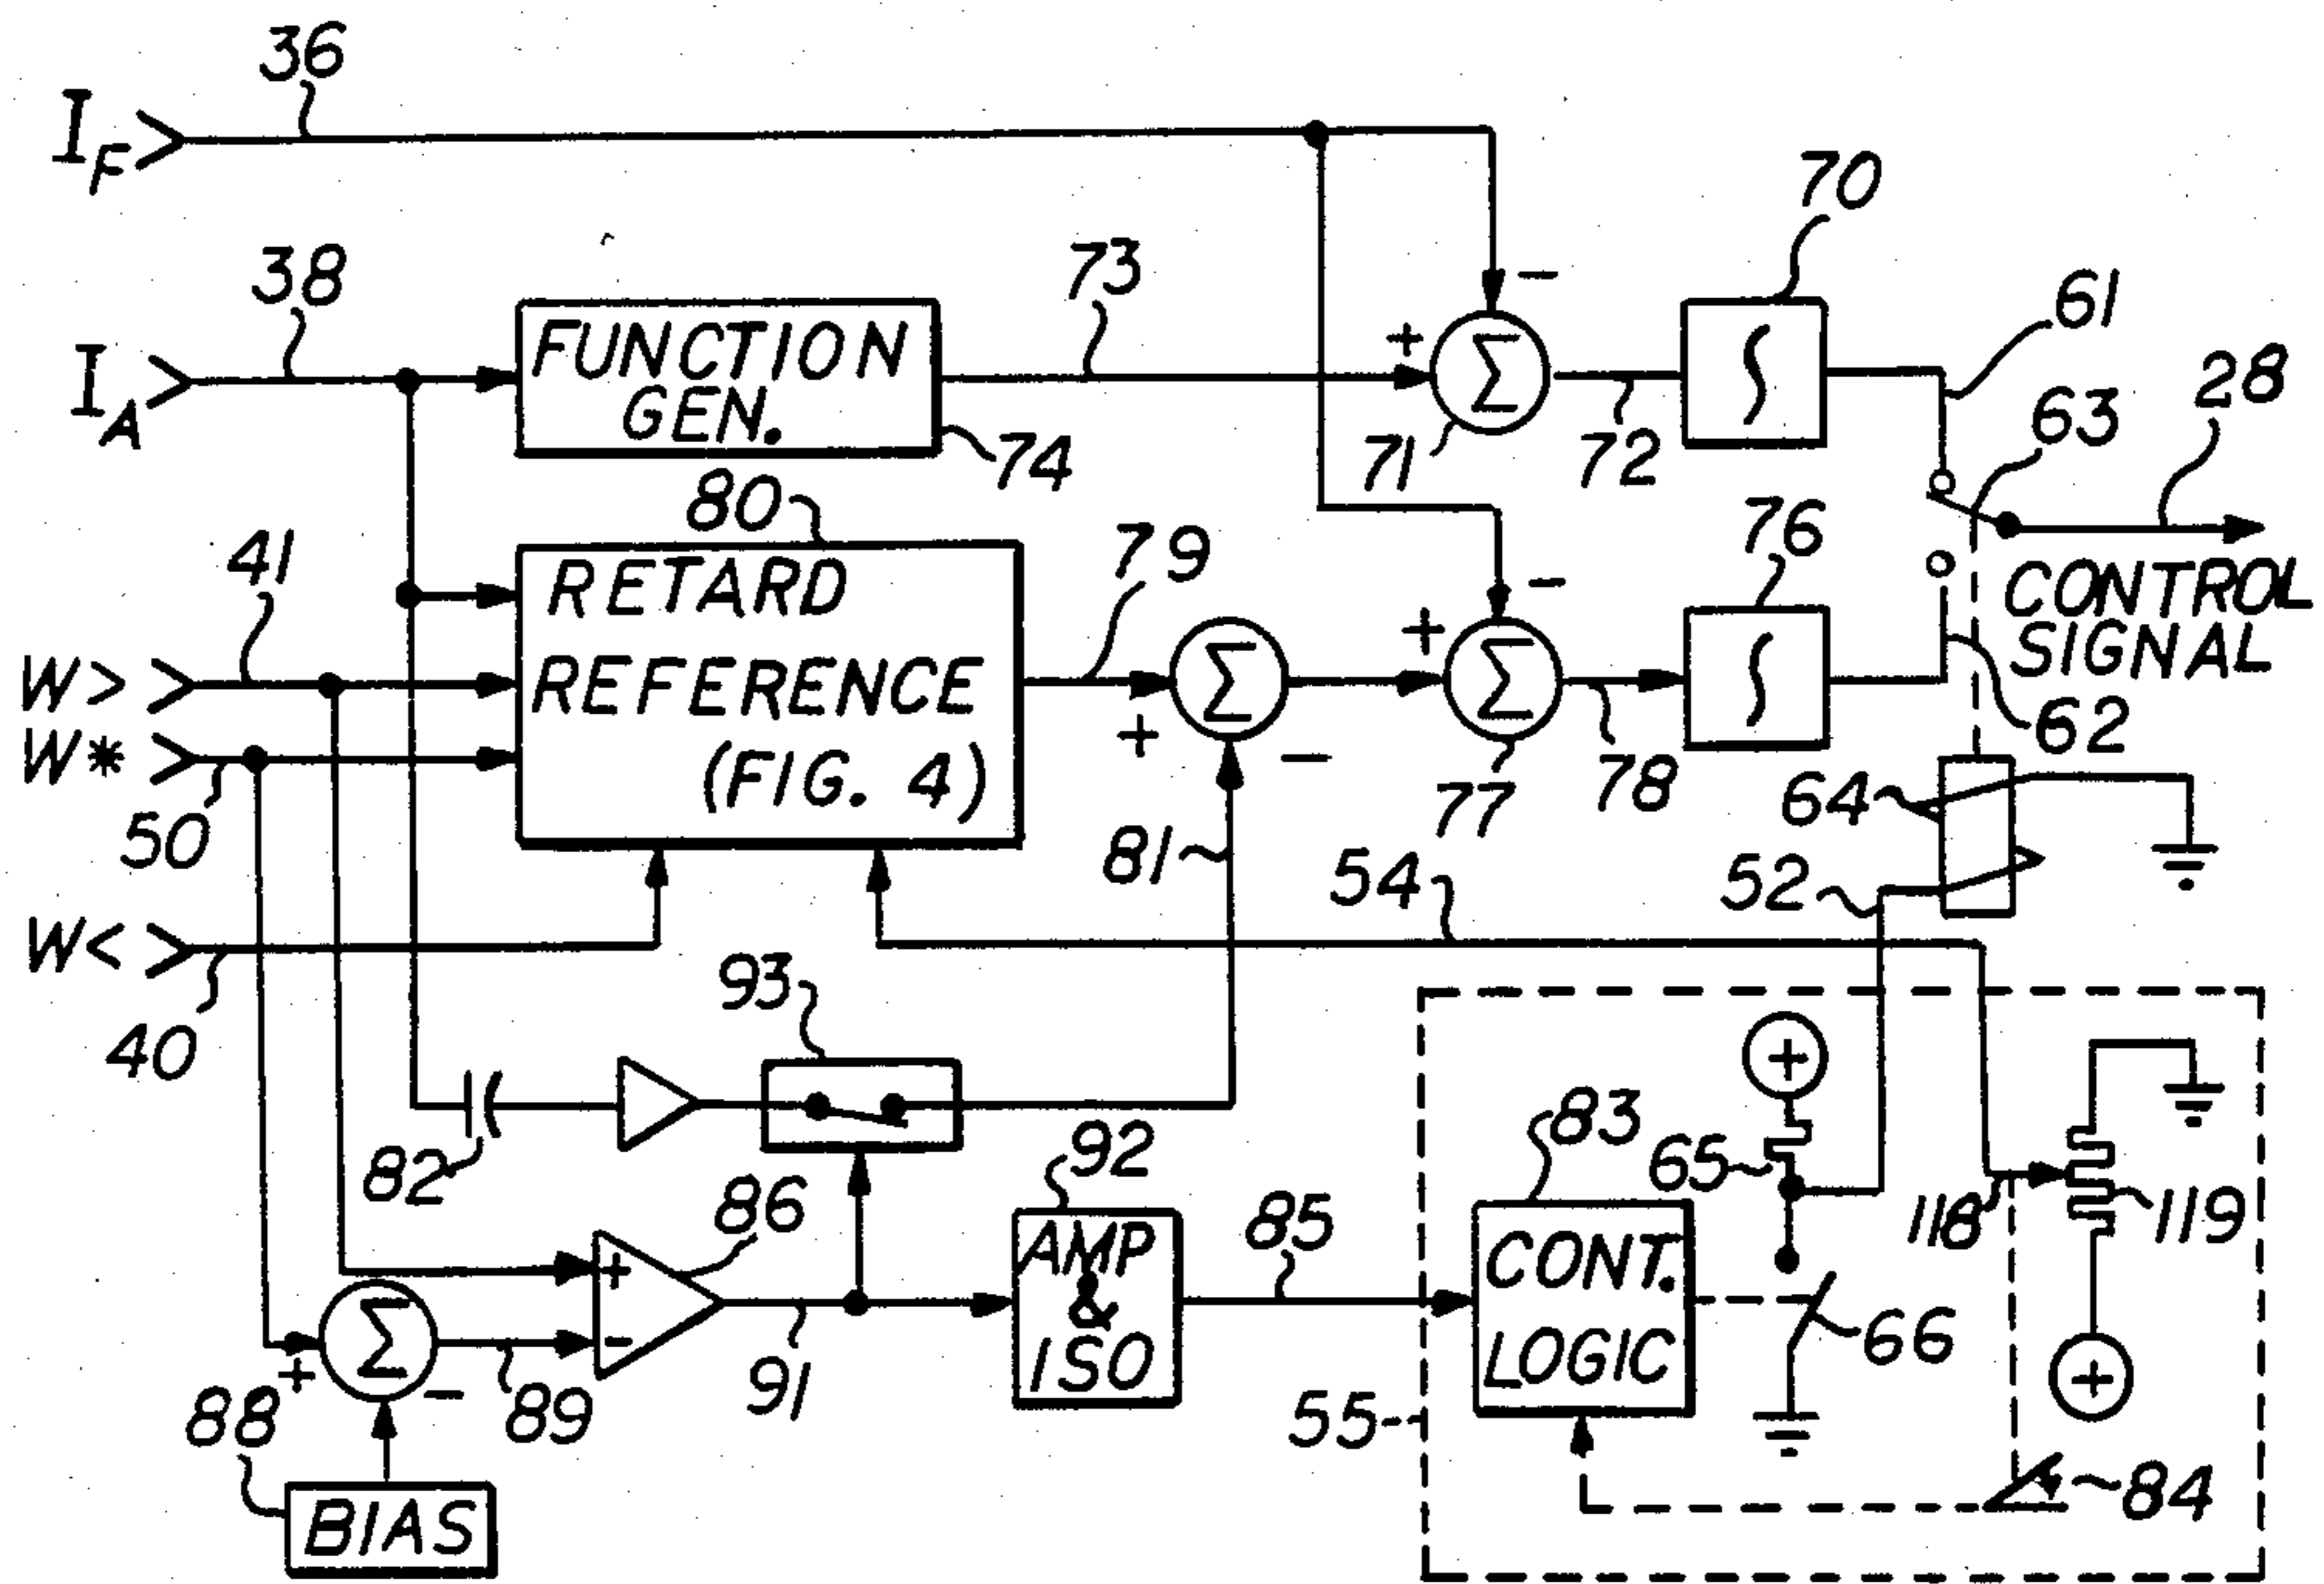 36
I_F
70
38
73
61
I_A
FUNCTION
GEN.
+
−
Σ
∫
28
63
74
71
72
80
79
76
41
RETARD
REFERENCE
(FIG. 4)
W>
W*
50
+
−
Σ
+
−
Σ
∫
CONTROL
SIGNAL
62
77
78
64
81
54
52
W<
40
93
82
86
92
85
83
65
+
118
119
+
+
−
AMP
&
ISO
CONT.
LOGIC
66
Σ
+
−
88
89
91
55
84
BIAS